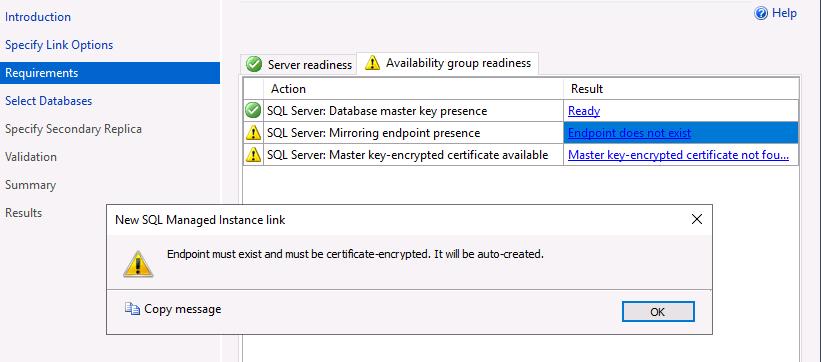 Help
Introduction
Specify Link Options
Requirements
Select Databases
Specify Secondary Replica
Validation
Summary
Results
Server readiness
Availability group readiness
Action Result
SQL Server: Database master key presence Ready
SQL Server: Mirroring endpoint presence Endpoint does not exist
SQL Server: Master key-encrypted certificate available Master key-encrypted certificate not fou...
New SQL Managed Instance link
Endpoint must exist and must be certificate-encrypted. It will be auto-created.
Copy message
OK